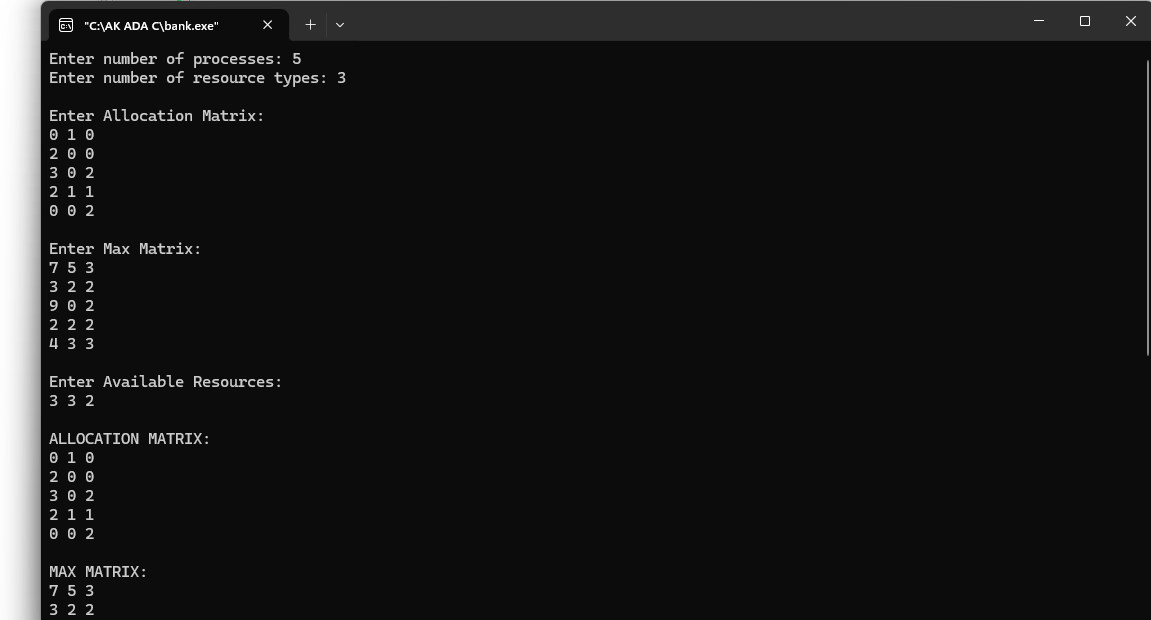 "C:\AK ADA C\bank.exe"
Enter number of processes: 5
Enter number of resource types: 3
Enter Allocation Matrix:
0 1 0
2 0 0
3 0 2
2 1 1
0 0 2
Enter Max Matrix:
7 5 3
3 2 2
9 0 2
2 2 2
4 3 3
Enter Available Resources:
3 3 2
ALLOCATION MATRIX:
0 1 0
2 0 0
3 0 2
2 1 1
0 0 2
MAX MATRIX:
7 5 3
3 2 2